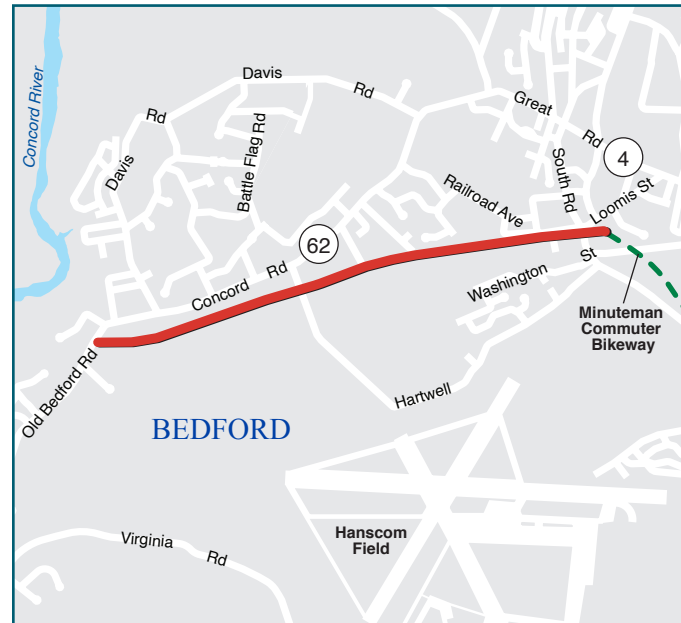 Concord River
Davis
Rd
Great
Rd
4
Rd
Davis
Battle Flag Rd
South Rd
Railroad Ave
Loomis St
62
Concord
Rd
Washington
St
Minuteman
Commuter
Bikeway
Old Bedford Rd
Hartwell
BEDFORD
Hanscom
Field
Virginia
Rd